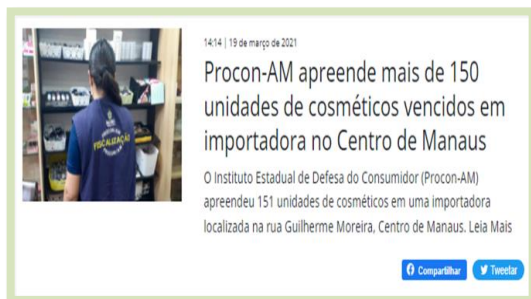 14:14 | 19 de março de 2021
Procon-AM apreende mais de 150
unidades de cosméticos vencidos em
importadora no Centro de Manaus
O Instituto Estadual de Defesa do Consumidor (Procon-AM)
apreendeu 151 unidades de cosméticos em uma importadora
localizada na rua Guilherme Moreira, Centro de Manaus. Leia Mais
FISCALIZAÇÃO
Compartilhar
Tweetar